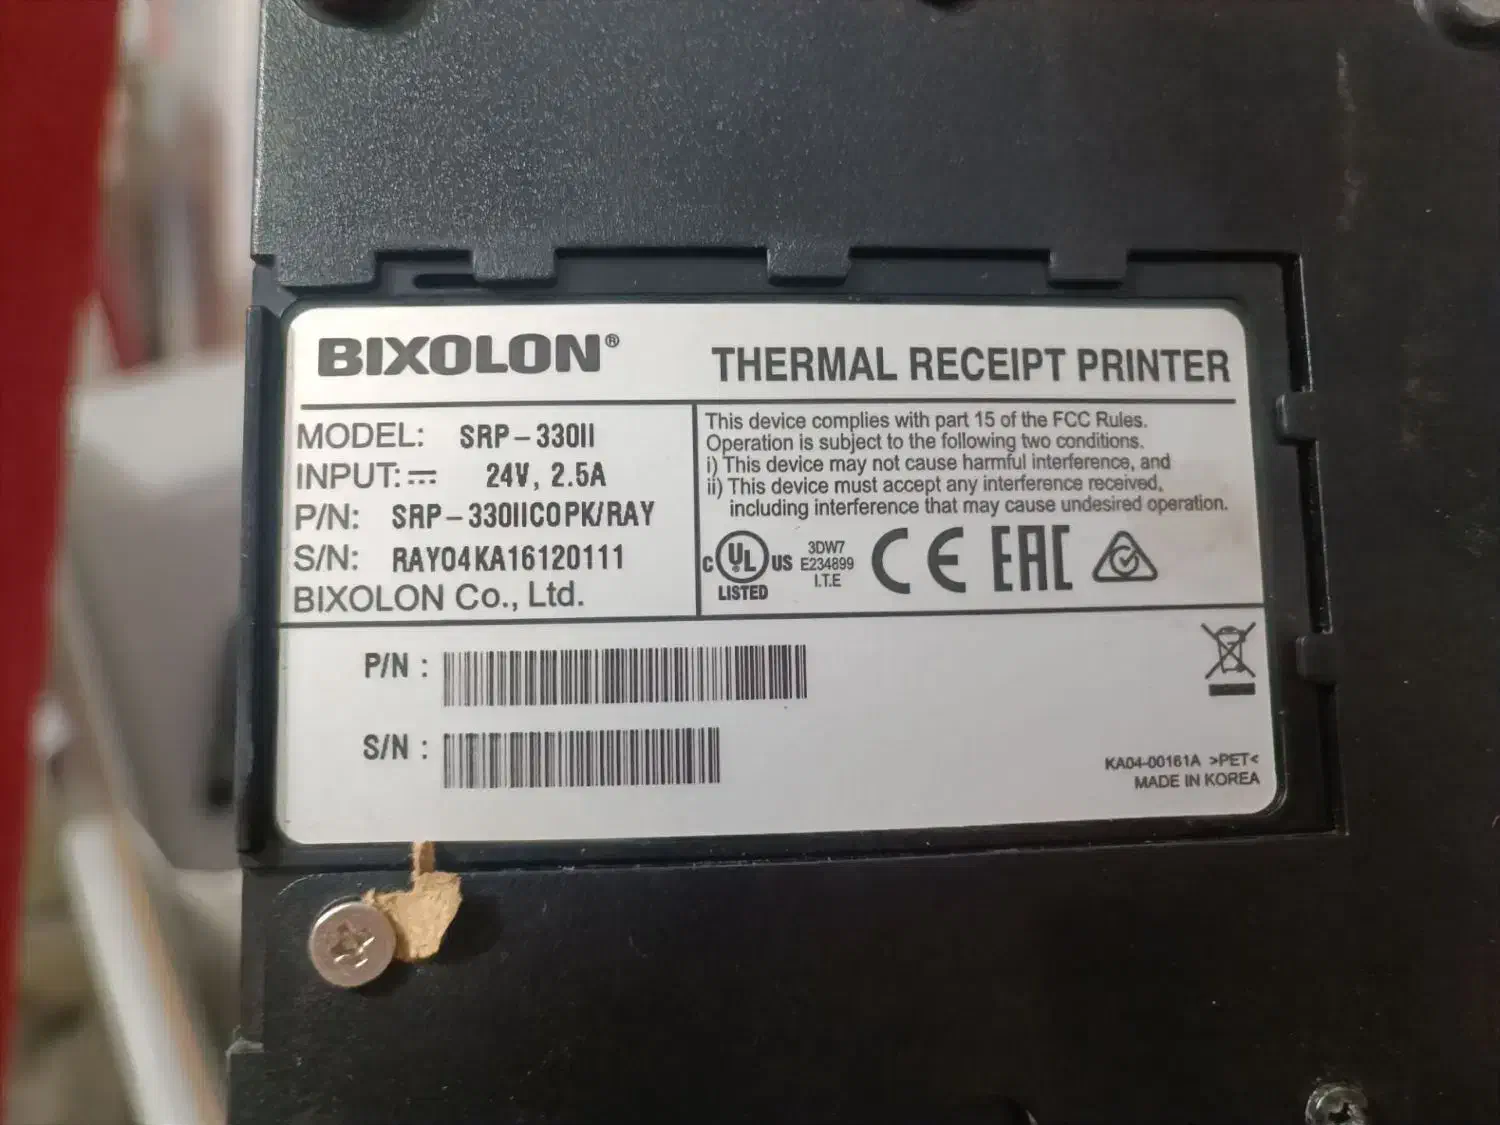 BIXOLON®
THERMAL RECEIPT PRINTER
MODEL: SRP-330II
INPUT: 24V, 2.5A
P/N: SRP-330IICOPK/RAY
S/N: RAY04KA16120111
BIXOLON Co., Ltd.
This device complies with part 15 of the FCC Rules.
Operation is subject to the following two conditions.
i) This device may not cause harmful interference, and
ii) This device must accept any interference received,
including interference that may cause undesired operation.
C UL US
LISTED
3DW7
E234899
I.T.E
CE
EAC
P/N :
S/N :
KA04-00161A >PET<
MADE IN KOREA